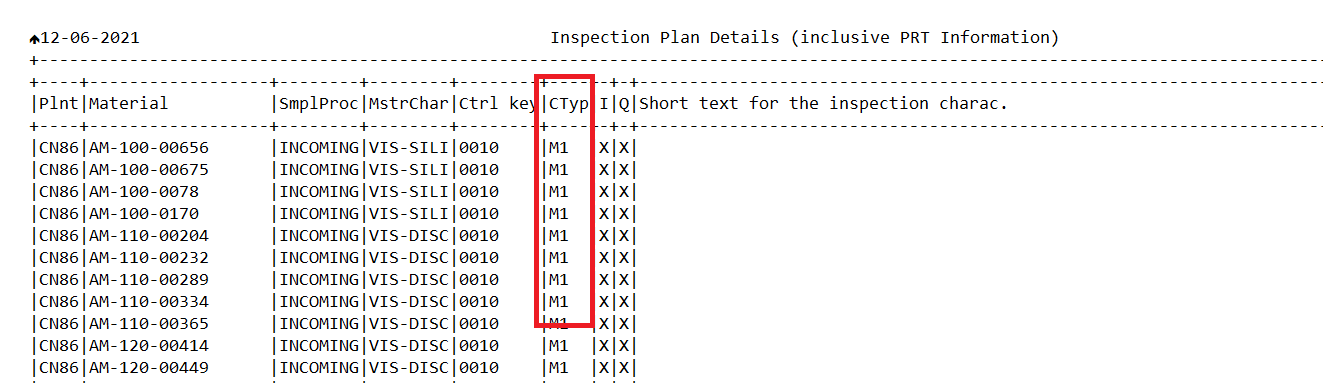 ♠12-06-2021 Inspection Plan Details (inclusive PRT Information)
|Plnt|Material |SmplProc|MstrChar|Ctrl key|CTyp|I|Q|Short text for the inspection charac.
|CN86|AM-100-00656 |INCOMING|VIS-SILI|0010 |M1 |X|X|
|CN86|AM-100-00675 |INCOMING|VIS-SILI|0010 |M1 |X|X|
|CN86|AM-100-0078 |INCOMING|VIS-SILI|0010 |M1 |X|X|
|CN86|AM-100-0170 |INCOMING|VIS-SILI|0010 |M1 |X|X|
|CN86|AM-110-00204 |INCOMING|VIS-DISC|0010 |M1 |X|X|
|CN86|AM-110-00232 |INCOMING|VIS-DISC|0010 |M1 |X|X|
|CN86|AM-110-00289 |INCOMING|VIS-DISC|0010 |M1 |X|X|
|CN86|AM-110-00334 |INCOMING|VIS-DISC|0010 |M1 |X|X|
|CN86|AM-110-00365 |INCOMING|VIS-DISC|0010 |M1 |X|X|
|CN86|AM-120-00414 |INCOMING|VIS-DISC|0010 |M1 |X|X|
|CN86|AM-120-00449 |INCOMING|VIS-DISC|0010 |M1 |X|X|